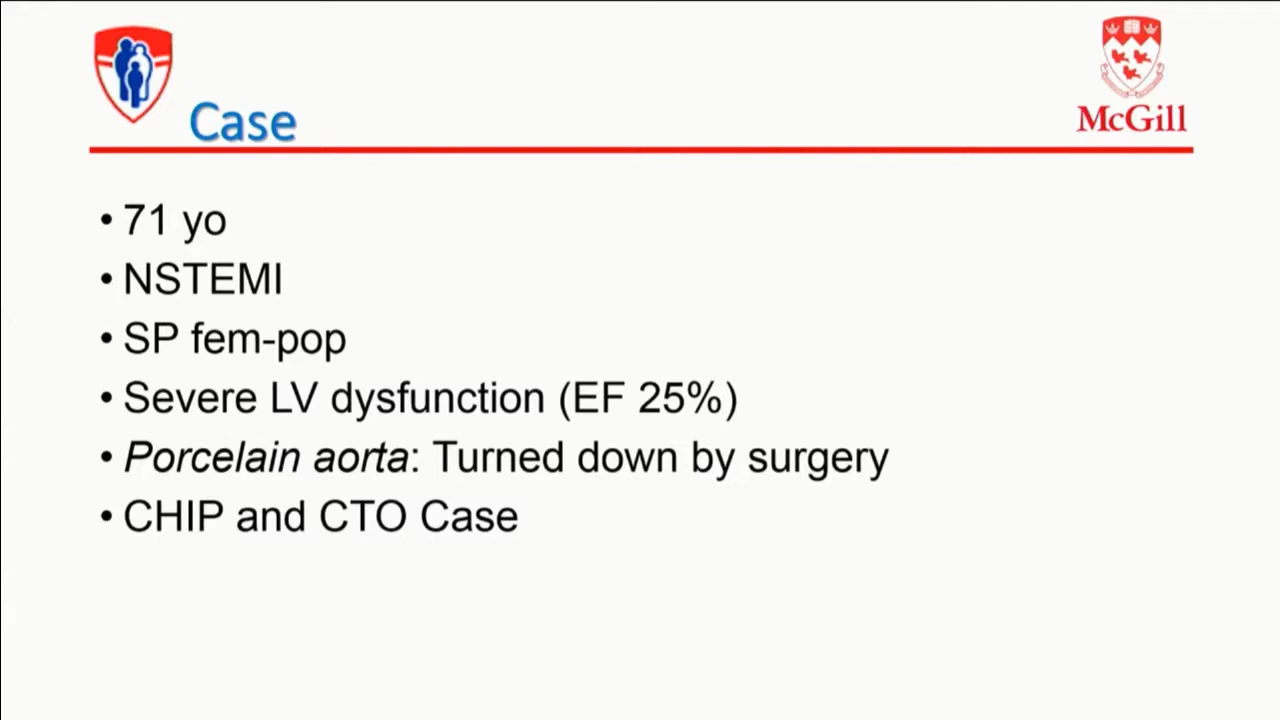 McGill
Case
• 71 yo
• NSTEMI
• SP fem-pop
• Severe LV dysfunction (EF 25%)
• Porcelain aorta: Turned down by surgery
• CHIP and CTO Case